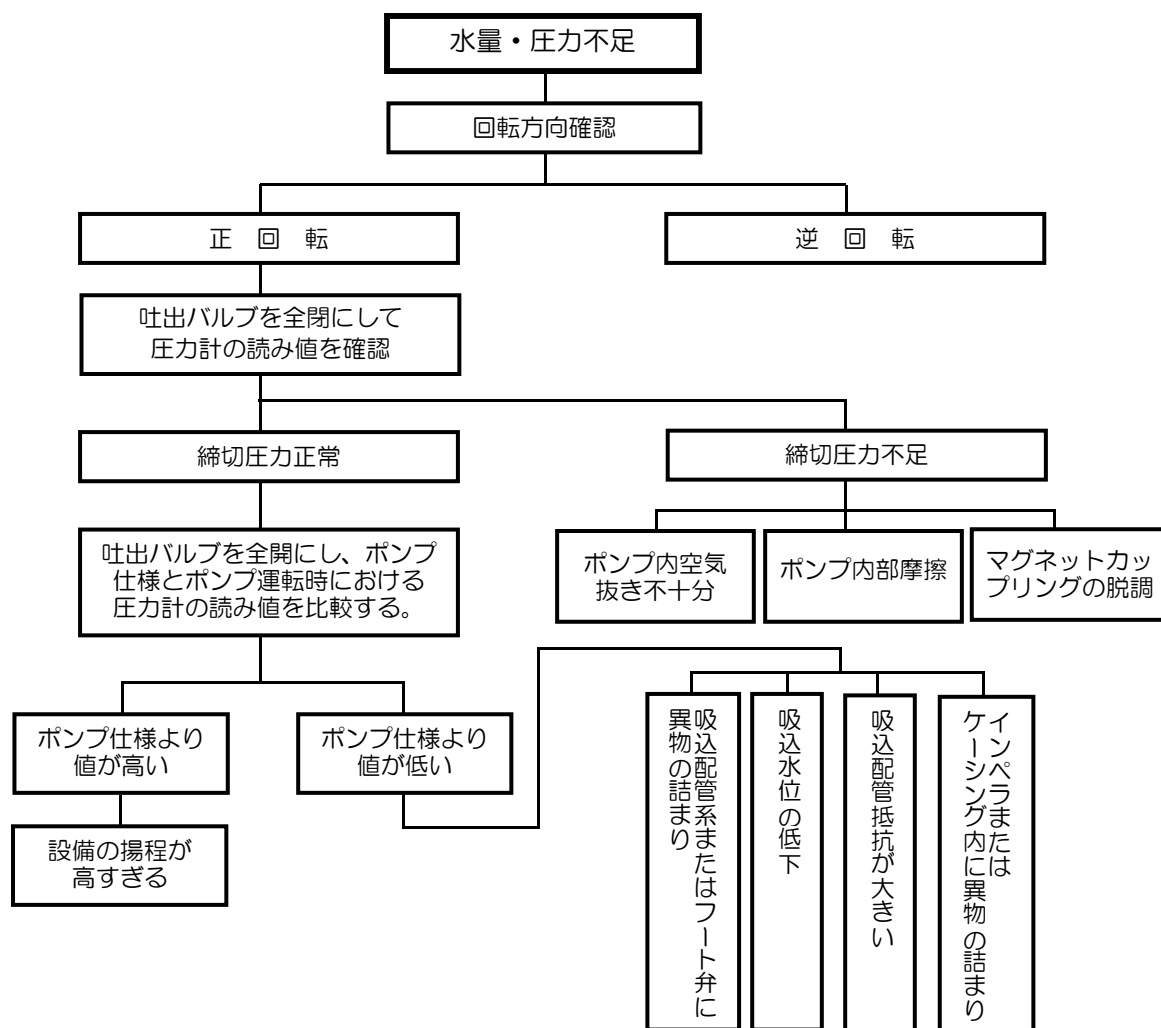 水量・圧力不足
回転方向確認
正 回 転
逆 回 転
吐出バルブを全閉にして
圧力計の読み値を確認
締切圧力正常
締切圧力不足
吐出バルブを全開にし、ポンプ
仕様とポンプ運転時における
圧力計の読み値を比較する。
ポンプ内空気
抜き不十分
ポンプ内部摩擦
マグネットカッ
プリングの脱調
ポンプ仕様より
値が高い
ポンプ仕様より
値が低い
設備の揚程が
高すぎる
吸込配管系またはフート弁に
異物の詰まり
吸込水位の低下
吸込配管抵抗が大きい
インペラまたは
ケーシング内に異物の詰まり